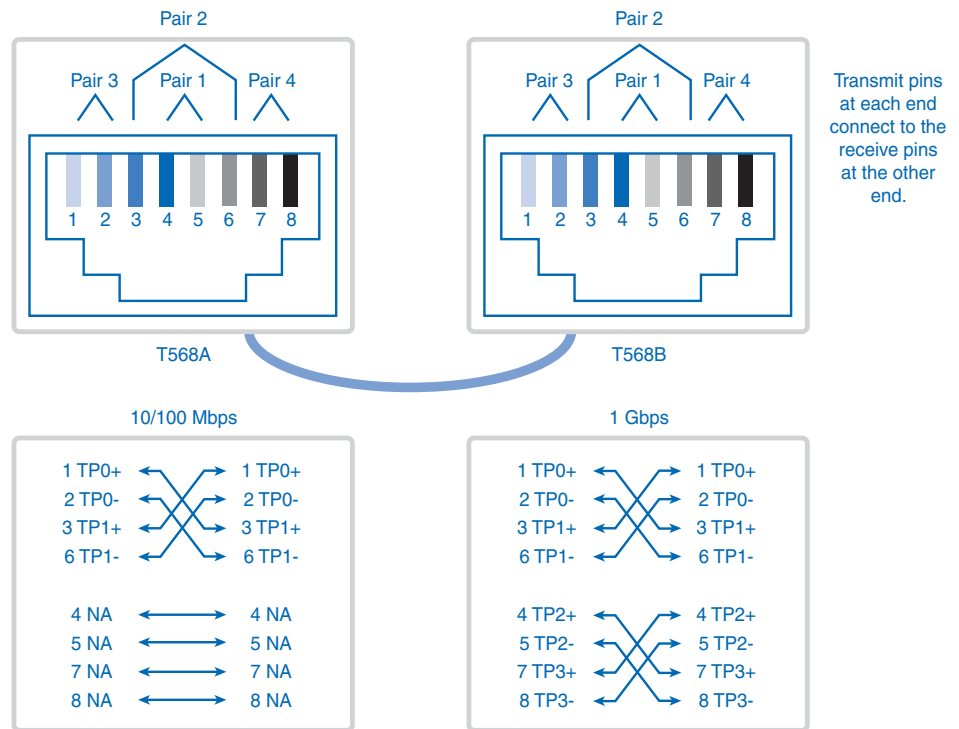 Pair 2
Pair 3 Pair 1 Pair 4
1 2 3 4 5 6 7 8
T568A
Pair 2
Pair 3 Pair 1 Pair 4
1 2 3 4 5 6 7 8
T568B
Transmit pins
at each end
connect to the
receive pins
at the other
end.
10/100 Mbps
1 TP0+ 1 TP0+
2 TP0- 2 TP0-
3 TP1+ 3 TP1+
6 TP1- 6 TP1-
4 NA 4 NA
5 NA 5 NA
7 NA 7 NA
8 NA 8 NA
1 Gbps
1 TP0+ 1 TP0+
2 TP0- 2 TP0-
3 TP1+ 3 TP1+
6 TP1- 6 TP1-
4 TP2+ 4 TP2+
5 TP2- 5 TP2-
7 TP3+ 7 TP3+
8 TP3- 8 TP3-